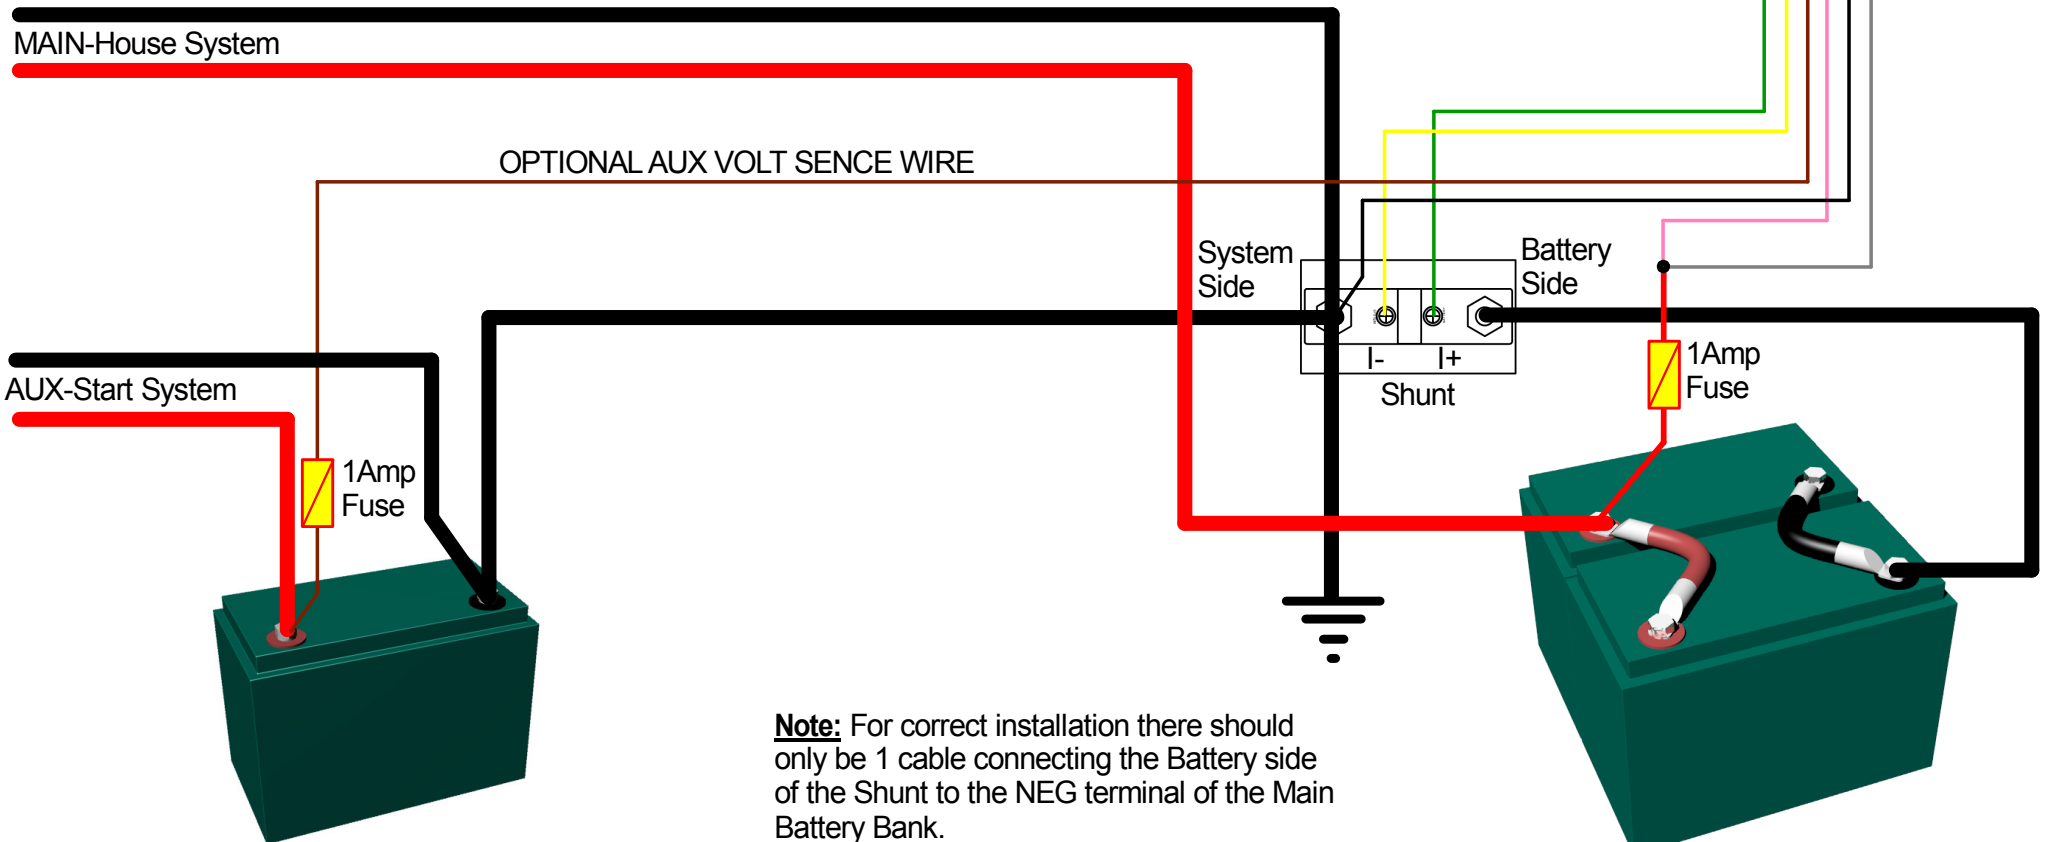 MAIN-House System
OPTIONAL AUX VOLT SENCE WIRE
System
Side
Battery
Side
I-
I+
Shunt
1Amp
Fuse
AUX-Start System
1Amp
Fuse
Note: For correct installation there should
only be 1 cable connecting the Battery side
of the Shunt to the NEG terminal of the Main
Battery Bank.